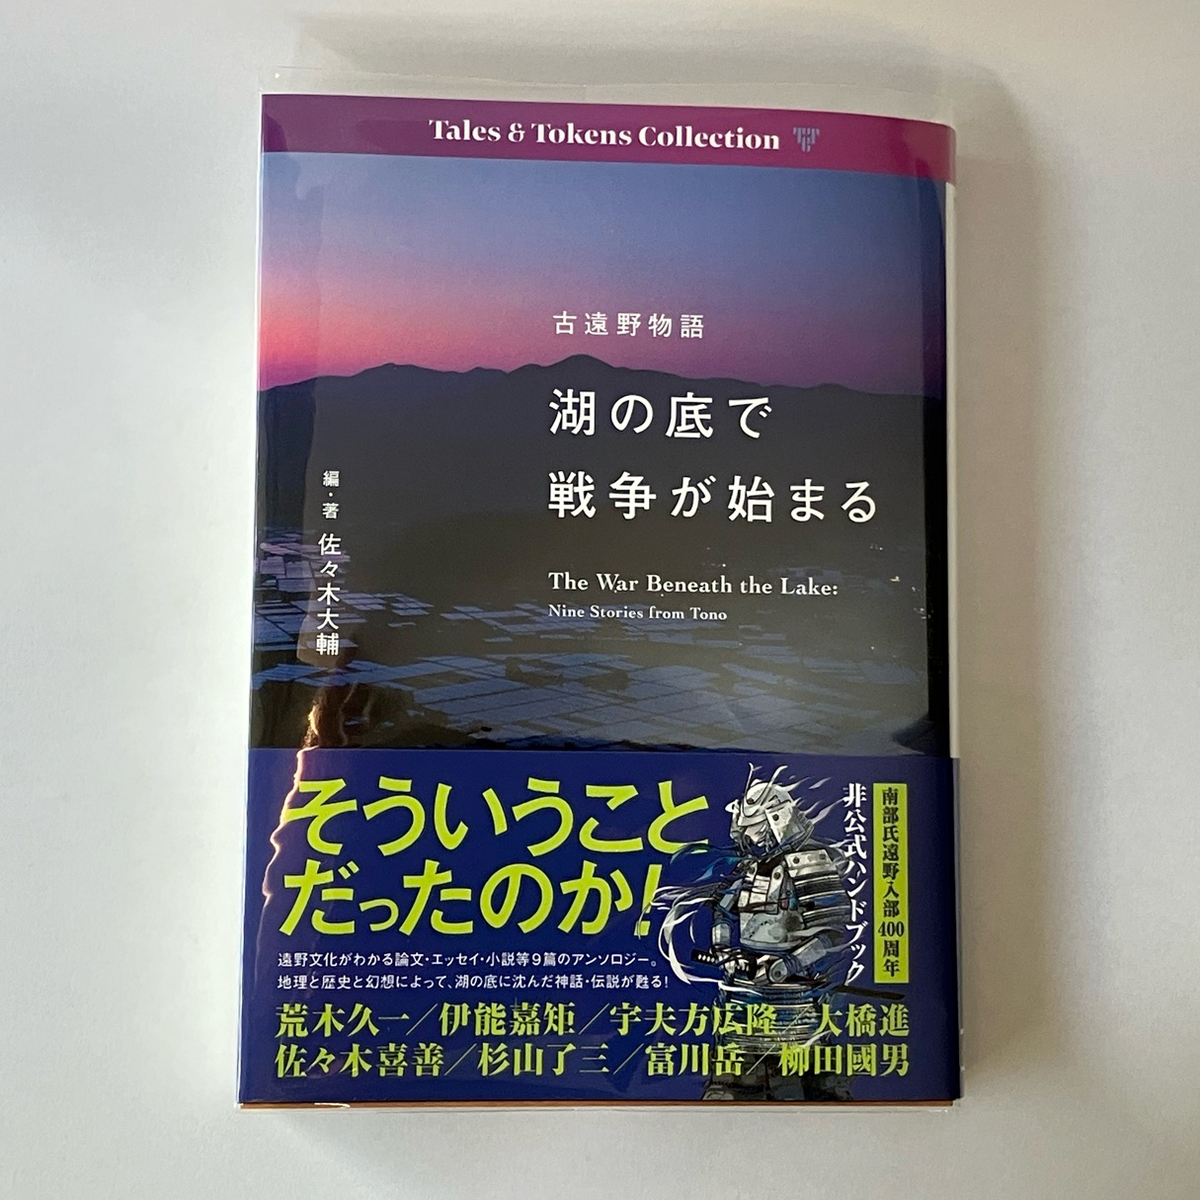 Tales & Tokens Collection
古遠野物語
湖の底で
戦争が始まる
The War Beneath the Lake:
Nine Stories from Tono
編・著 佐々木大輔
そういうこと
だったのか!
南部氏遠野入部400周年
非公式ハンドブック
遠野文化がわかる論文・エッセイ・小説等9篇のアンソロジー。
地理と歴史と幻想によって、湖の底に沈んだ神話・伝説が甦る!
荒木久一／伊能嘉矩／宇夫方広隆／大橋進
佐々木喜善／杉山了三／富川岳／柳田國男